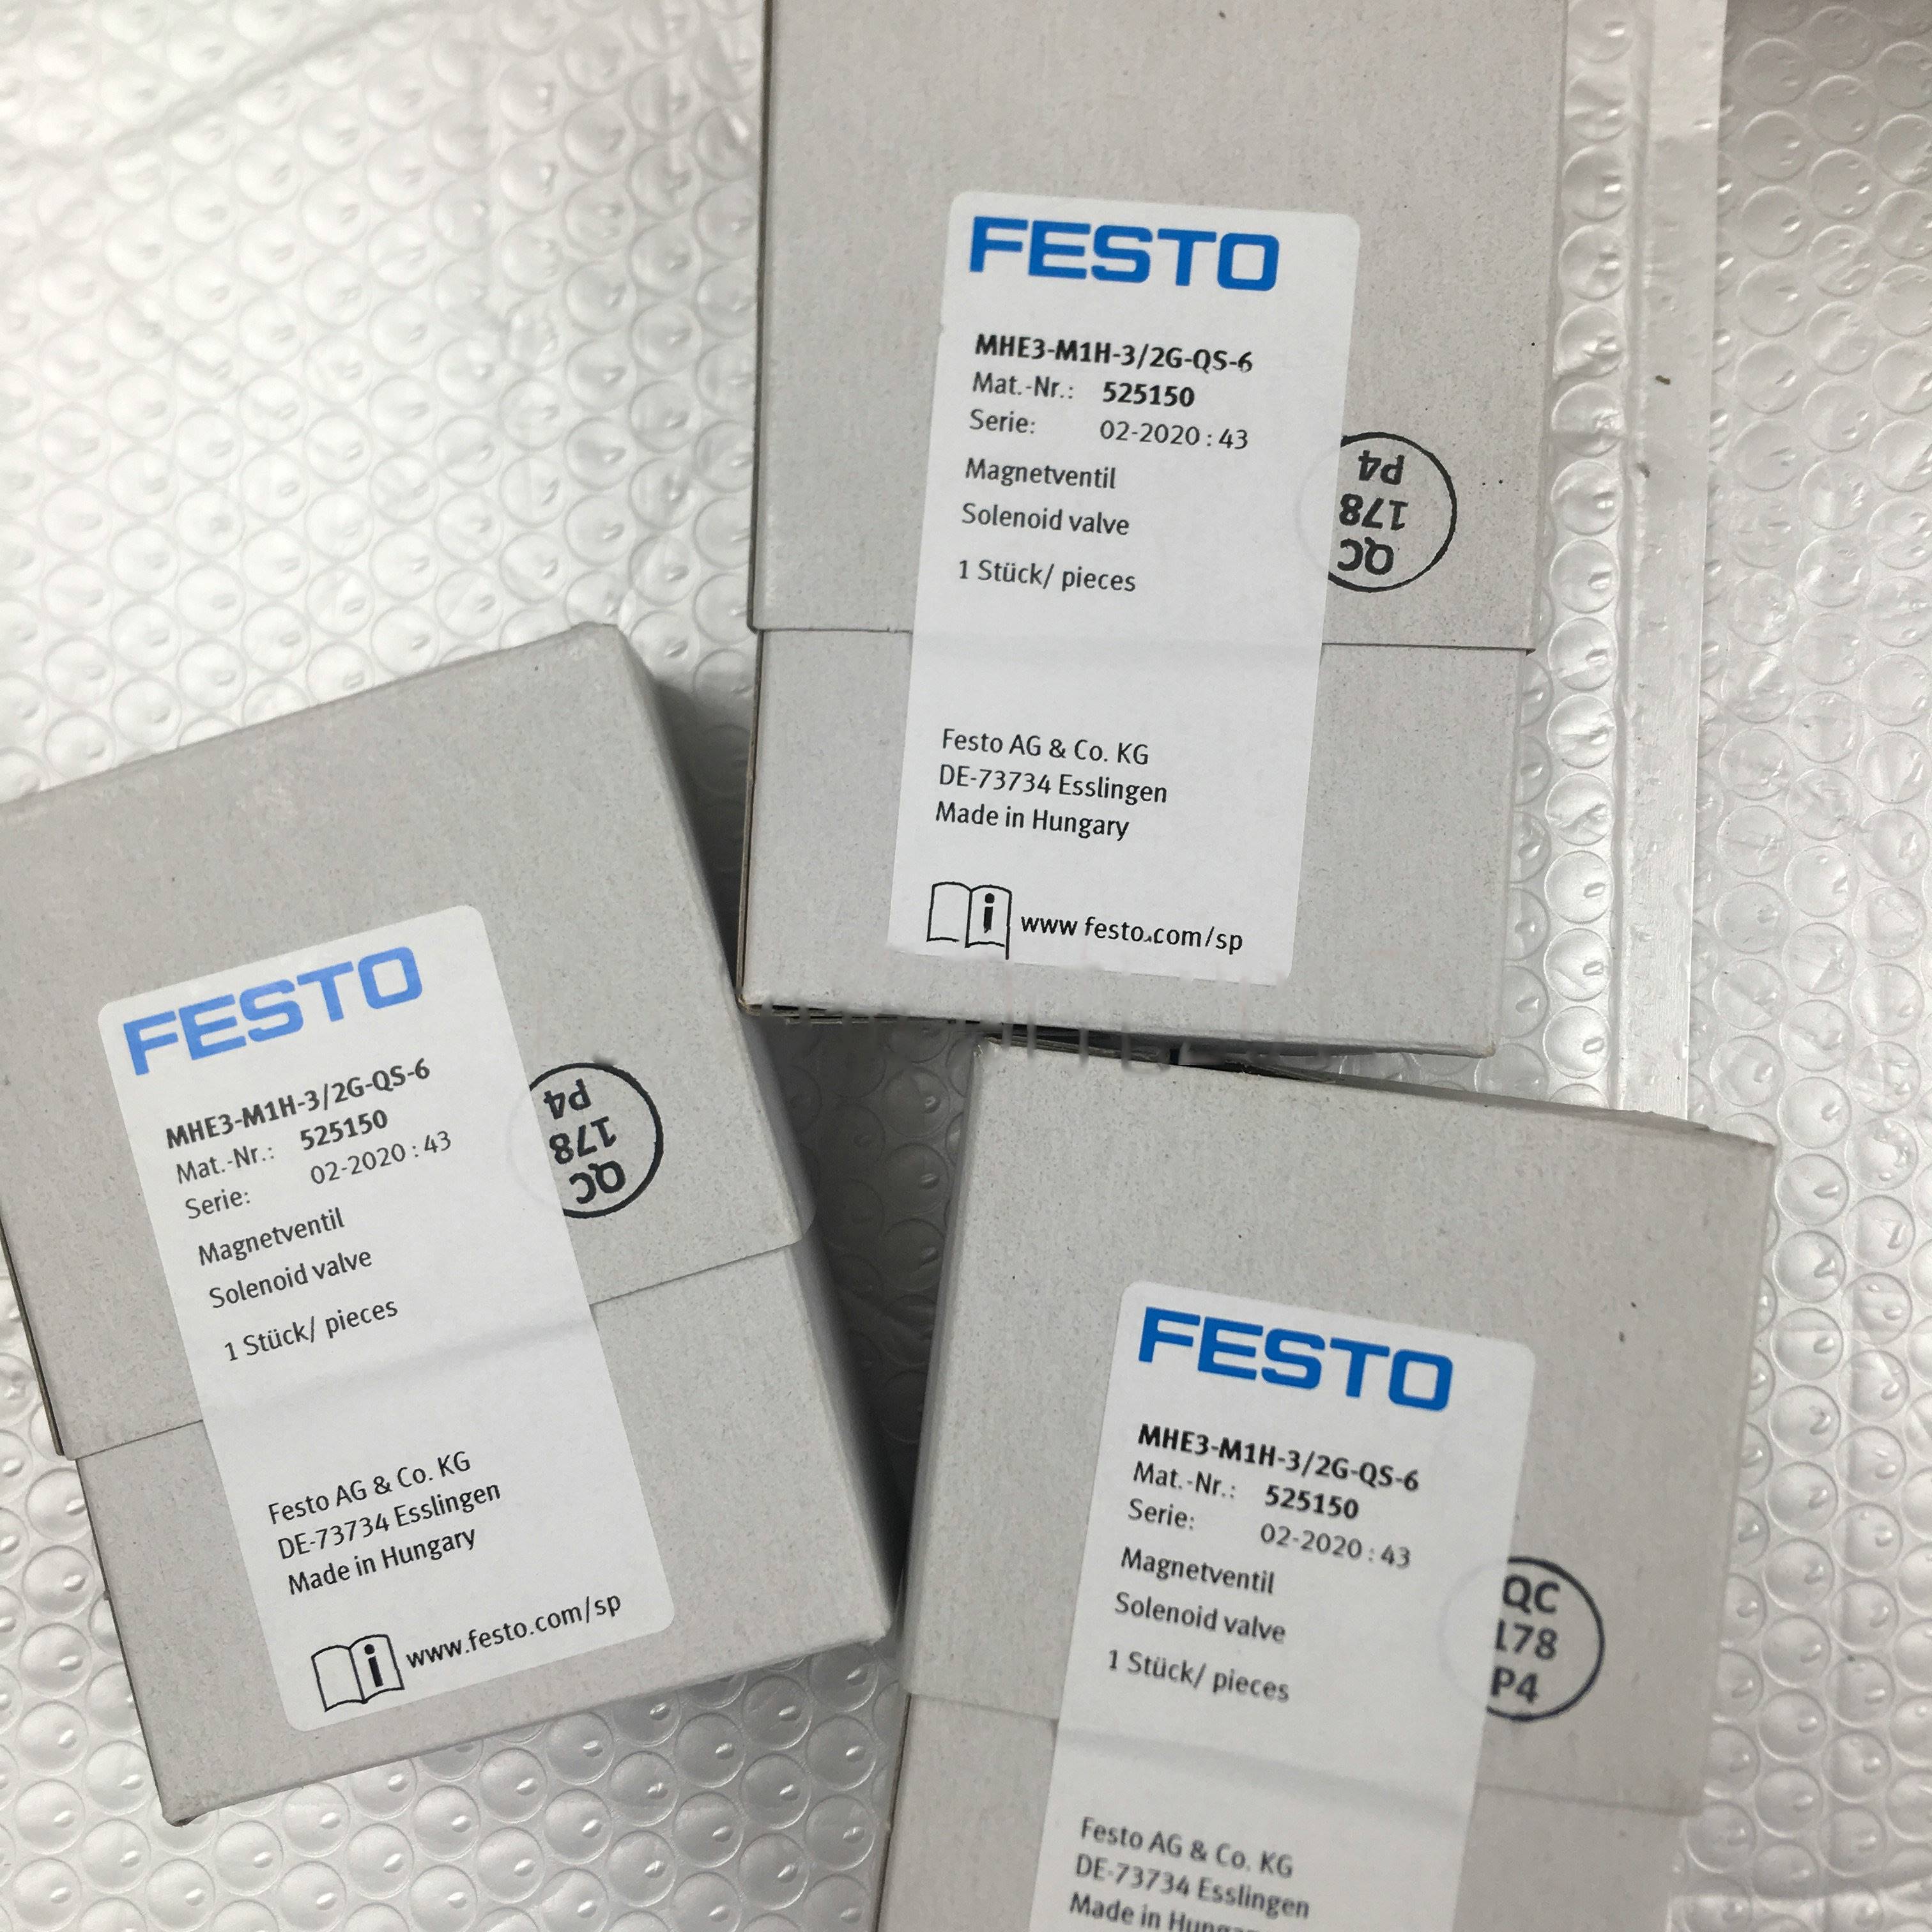 FESTO
MHE3-M1H-3/2G-QS-6
Mat.-Nr.: 525150
Serie: 02-2020 : 43
Magnetventil
Solenoid valve
1 Stück/ pieces
Festo AG & Co. KG
DE-73734 Esslingen
Made in Hungary
www festo.com/sp
QC
178
P4
FESTO
MHE3-M1H-3/2G-QS-6
Mat.-Nr.: 525150
Serie: 02-2020 : 43
Magnetventil
Solenoid valve
1 Stück/ pieces
Festo AG & Co. KG
DE-73734 Esslingen
Made in Hungary
www.festo.com/sp
QC
178
P4
FESTO
MHE3-M1H-3/2G-QS-6
Mat.-Nr.: 525150
Serie: 02-2020 : 43
Magnetventil
Solenoid valve
1 Stück/ pieces
Festo AG & Co. KG
DE-73734 Esslingen
Made in
QC
178
P4